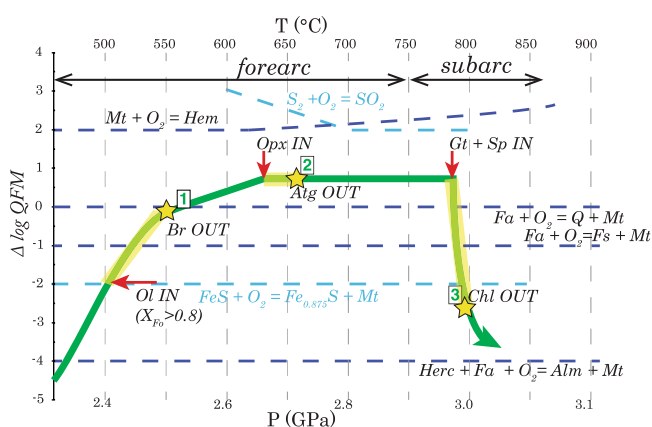 T (°C)
500 550 600 650 700 750 800 850 900
4
forearc
subarc
3
S₂ +O₂ = SO₂
Mt + O₂ = Hem
2
Opx IN
Gt + Sp IN
2
1
Atg OUT
1
0
Br OUT
Fa + O₂ = Q + Mt
Fa + O₂=Fs + Mt
-1
Δ log QFM
-2
Ol IN
(X_Fo>0.8)
FeS + O₂ = Fe₀.₈₇₅S + Mt
3
Chl OUT
-3
-4
Herc + Fa + O₂= Alm + Mt
-5
2.4 2.6 2.8 3.0 3.1
P (GPa)